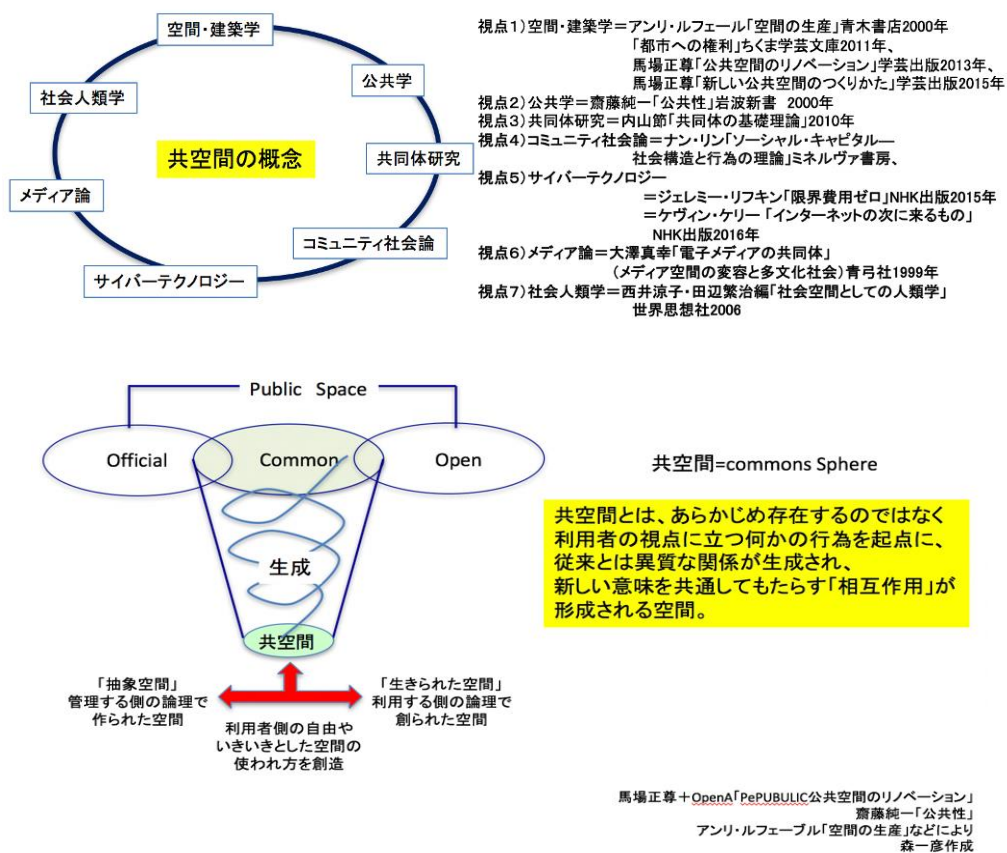 空間・建築学
公共学
社会人類学
共同体研究
共空間の概念
メディア論
コミュニティ社会論
サイバーテクノロジー
視点1）空間・建築学＝アンリ・ルフェール「空間の生産」青木書店2000年
「都市への権利」ちくま学芸文庫2011年、
馬場正尊「公共空間のリノベーション」学芸出版2013年、
馬場正尊「新しい公共空間のつくりかた」学芸出版2015年
視点2）公共学＝齋藤純一「公共性」岩波新書 2000年
視点3）共同体研究＝内山節「共同体の基礎理論」2010年
視点4）コミュニティ社会論＝ナン・リン「ソーシャル・キャピタル―
社会構造と行為の理論」ミネルヴァ書房、
視点5）サイバーテクノロジー
＝ジェレミー・リフキン「限界費用ゼロ」NHK出版2015年
＝ケヴィン・ケリー「インターネットの次に来るもの」
NHK出版2016年
視点6）メディア論＝大澤真幸「電子メディアの共同体」
（メディア空間の変容と多文化社会）青弓社1999年
視点7）社会人類学＝西井涼子・田辺繁治編「社会空間としての人類学」
世界思想社2006
Public Space
Official
Common
Open
生成
共空間
「抽象空間」
管理する側の論理で
作られた空間
「生きられた空間」
利用する側の論理で
創られた空間
利用者側の自由や
いきいきとした空間の
使われ方を創造
共空間=commons Sphere
共空間とは、あらかじめ存在するのではなく
利用者の視点に立つ何かの行為を起点に、
従来とは異質な関係が生成され、
新しい意味を共通してもたらす「相互作用」が
形成される空間。
馬場正尊＋OpenA「PePUBULIC公共空間のリノベーション」
齋藤純一「公共性」
アンリ・ルフェーブル「空間の生産」などにより
森一彦作成